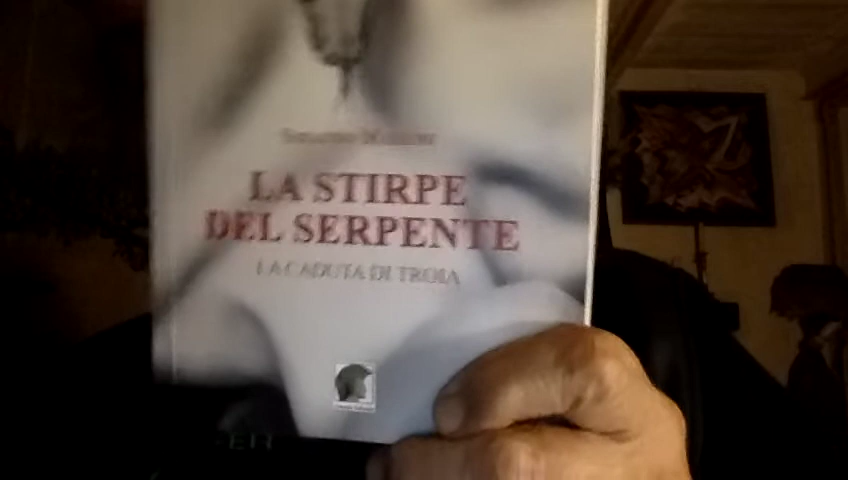 LA STIRPE
DEL SERPENTE
LA CADUTA DI TROIA